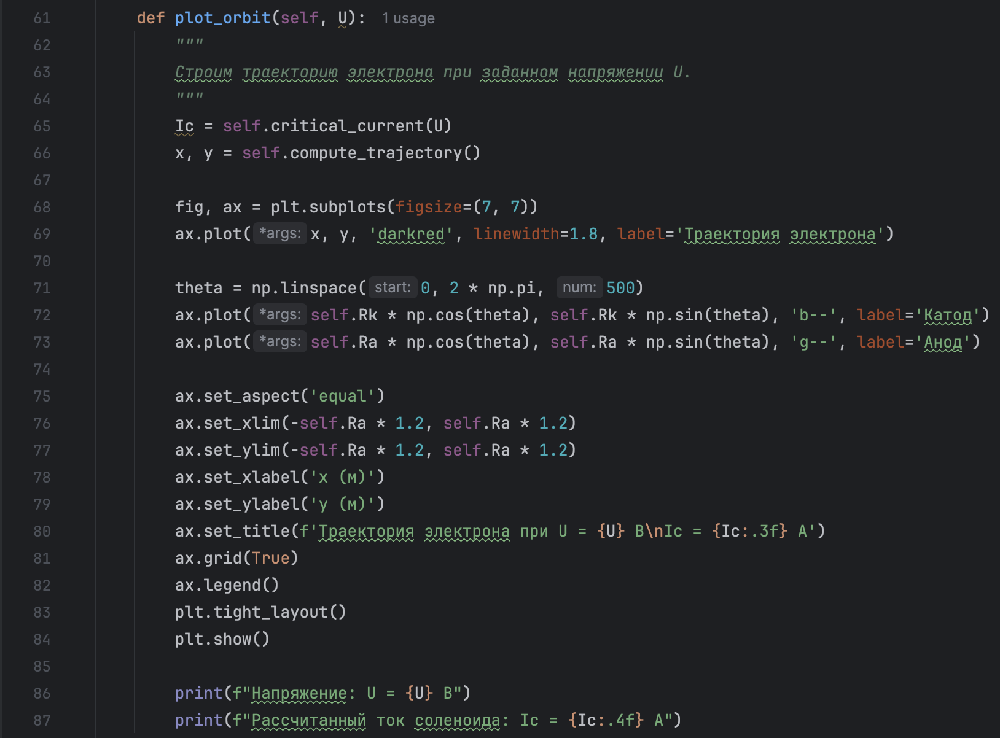 61 def plot_orbit(self, U): 1 usage
62 """
63 Строим траекторию электрона при заданном напряжении U.
64 """
65 Ic = self.critical_current(U)
66 x, y = self.compute_trajectory()
67
68 fig, ax = plt.subplots(figsize=(7, 7))
69 ax.plot( *args: x, y, 'darkred', linewidth=1.8, label='Траектория электрона')
70
71 theta = np.linspace( start: 0, 2 * np.pi, num: 500)
72 ax.plot( *args: self.Rk * np.cos(theta), self.Rk * np.sin(theta), 'b--', label='Катод')
73 ax.plot( *args: self.Ra * np.cos(theta), self.Ra * np.sin(theta), 'g--', label='Анод')
74
75 ax.set_aspect('equal')
76 ax.set_xlim(-self.Ra * 1.2, self.Ra * 1.2)
77 ax.set_ylim(-self.Ra * 1.2, self.Ra * 1.2)
78 ax.set_xlabel('x (м)')
79 ax.set_ylabel('y (м)')
80 ax.set_title(f'Траектория электрона при U = {U} В\nIc = {Ic:.3f} А')
81 ax.grid(True)
82 ax.legend()
83 plt.tight_layout()
84 plt.show()
85
86 print(f"Напряжение: U = {U} В")
87 print(f"Рассчитанный ток соленоида: Ic = {Ic:.4f} А")